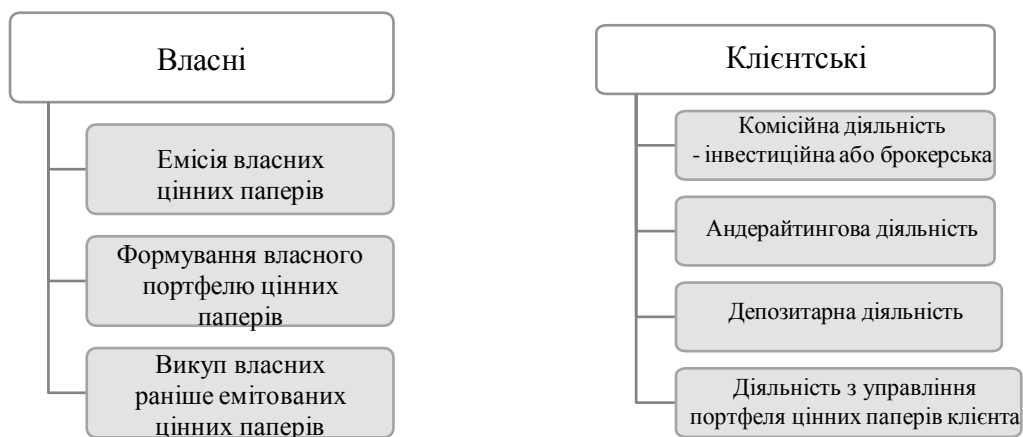 Власні
Емісія власних
цінних паперів
Формування власного
портфелю цінних
паперів
Викуп власних
раніше емітованих
цінних паперів
Клієнтські
Комісійна діяльність
- інвестиційна або брокерська
Андерайтингова діяльність
Депозитарна діяльність
Діяльність з управління
портфеля цінних паперів клієнта